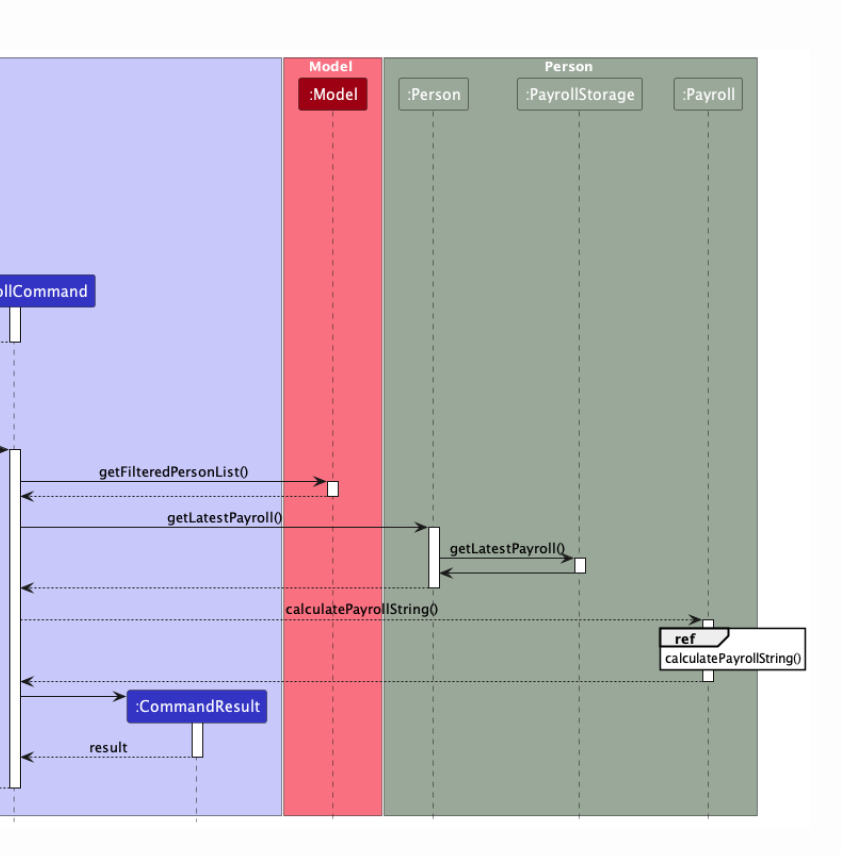 Model
Person
:Model
:Person
:PayrollStorage
:Payroll
ollCommand
getFilteredPersonList()
getLatestPayroll()
getLatestPayroll()
calculatePayrollString()
ref
calculatePayrollString()
:CommandResult
result